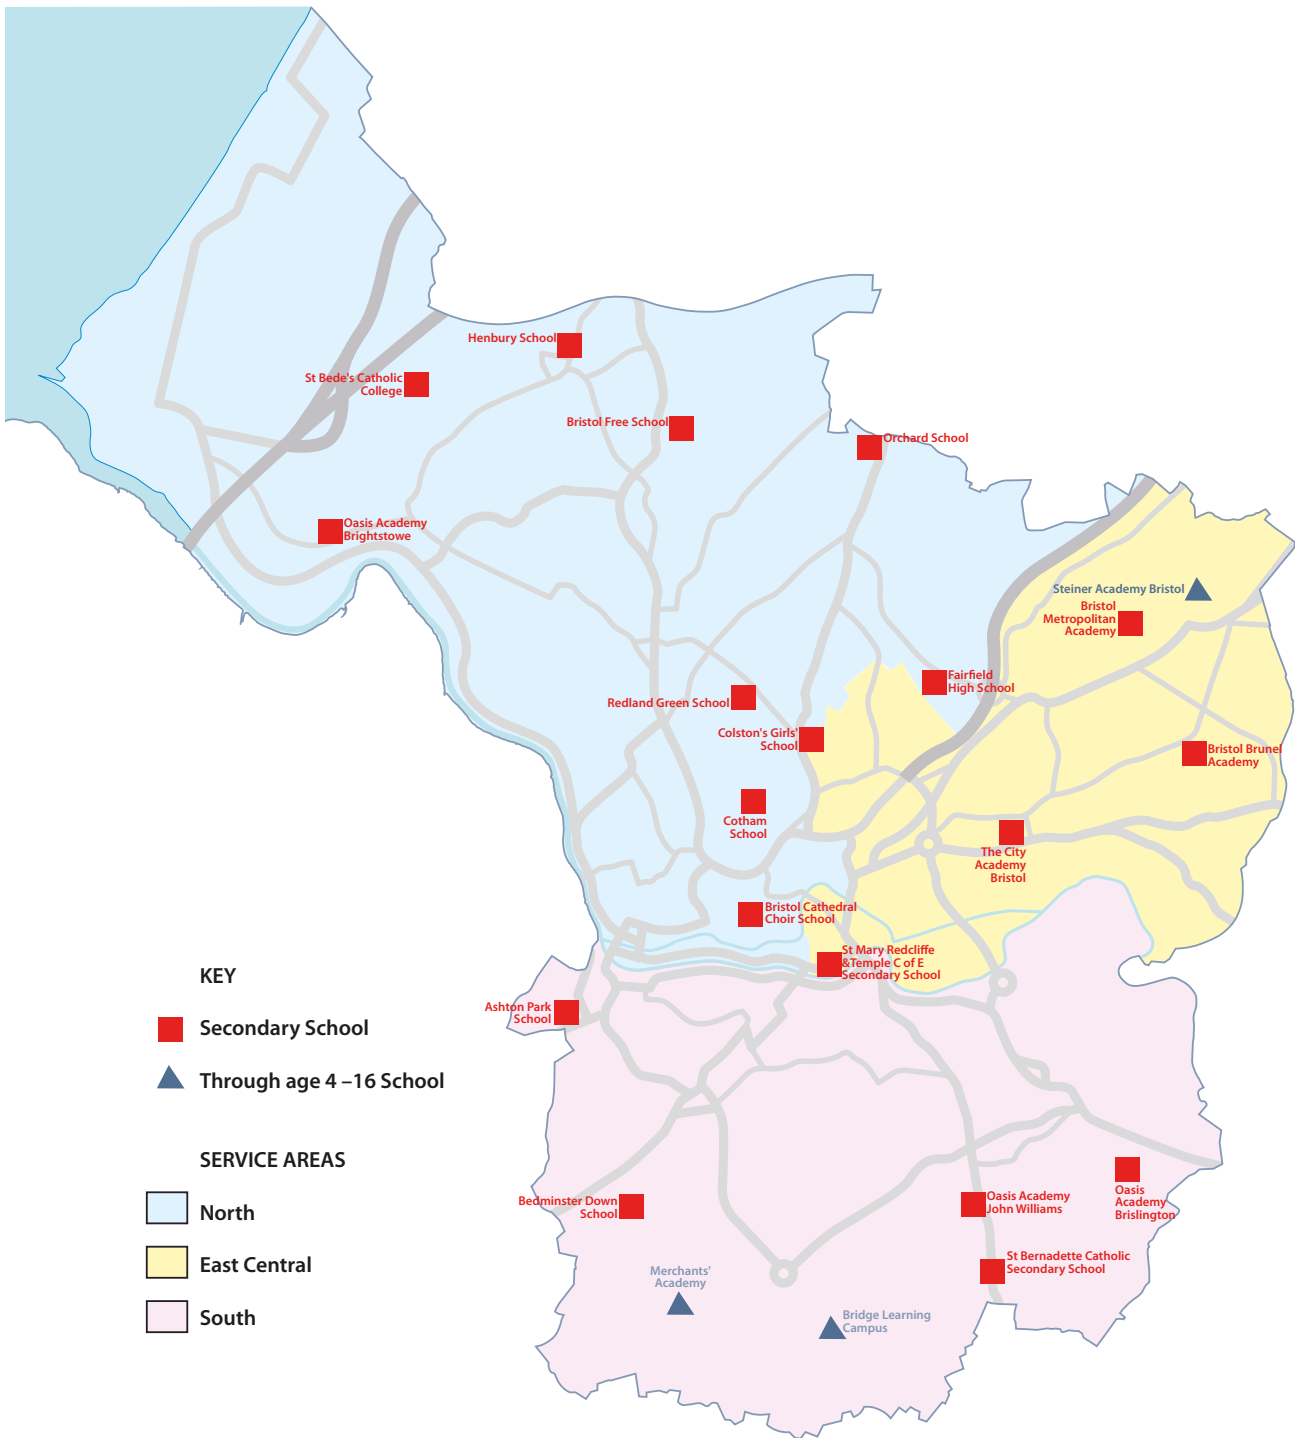 Henbury School
St Bede's Catholic
College
Bristol Free School
Orchard School
Oasis Academy
Brightstowe
Steiner Academy Bristol
Bristol
Metropolitan
Academy
Fairfield
High School
Redland Green School
Colston's Girls'
School
Bristol Brunel
Academy
Cotham
School
The City
Academy
Bristol
Bristol Cathedral
Choir School
St Mary Redcliffe
&Temple C of E
Secondary School
Ashton Park
School
KEY
Secondary School
Through age 4 –16 School
SERVICE AREAS
North
East Central
South
Bedminster Down
School
Oasis Academy
John Williams
Oasis
Academy
Brislington
St Bernadette Catholic
Secondary School
Merchants'
Academy
Bridge Learning
Campus